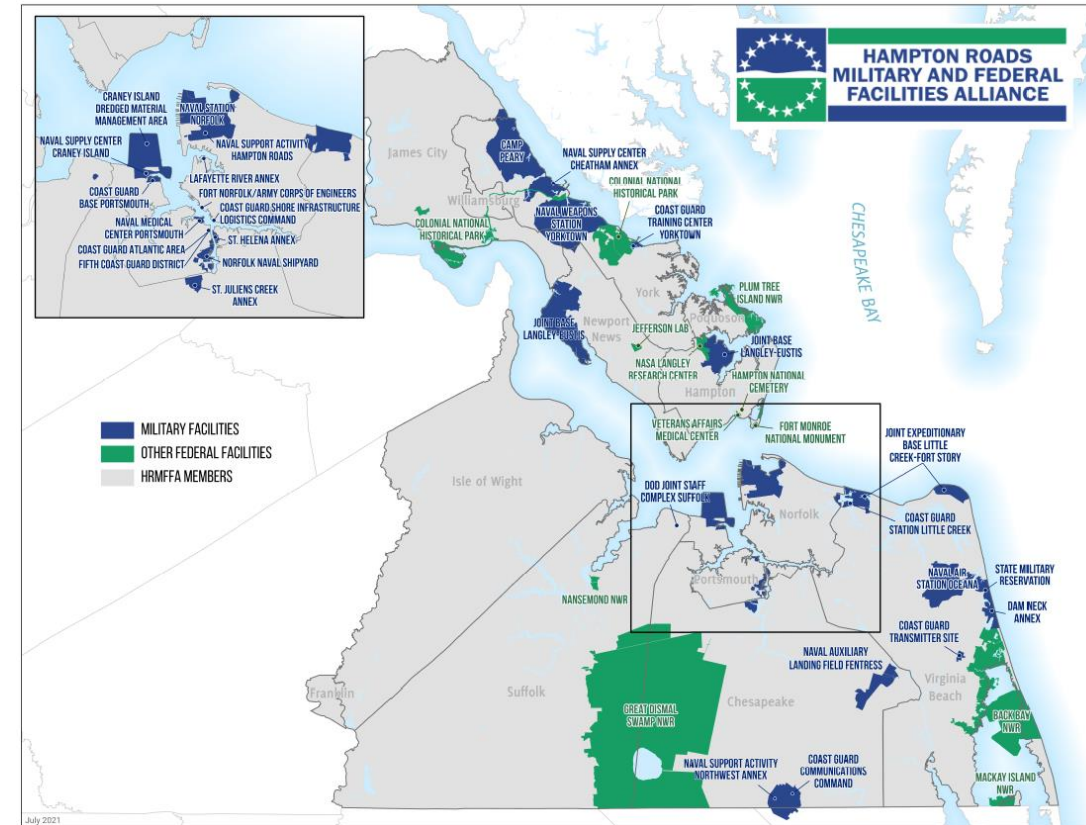 HAMPTON ROADS
MILITARY AND FEDERAL
FACILITIES ALLIANCE
CRANEY ISLAND
DREDGED MATERIAL
MANAGEMENT AREA
NAVAL STATION
NORFOLK
NAVAL SUPPORT ACTIVITY
HAMPTON ROADS
NAVAL SUPPLY CENTER
CRANEY ISLAND
LAFAYETTE RIVER ANNEX
COAST GUARD
BASE PORTSMOUTH
FORT NORFOLK/ARMY CORPS OF ENGINEERS
COAST GUARD SHORE INFRASTRUCTURE
LOGISTICS COMMAND
NAVAL MEDICAL
CENTER PORTSMOUTH
ST. HELENA ANNEX
COAST GUARD ATLANTIC AREA
FIFTH COAST GUARD DISTRICT
NORFOLK NAVAL SHIPYARD
ST. JULIENS CREEK
ANNEX
James City
CAMP
PEARY
NAVAL SUPPLY CENTER
CHEATHAM ANNEX
COLONIAL NATIONAL
HISTORICAL PARK
Williamsburg
NAVAL WEAPONS
STATION
YORKTOWN
COAST GUARD
TRAINING CENTER
YORKTOWN
COLONIAL NATIONAL
HISTORICAL PARK
CHESAPEAKE BAY
York
PLUM TREE
ISLAND NWR
Poquoson
JOINT BASE
LANGLEY-EUSTIS
Newport
News
JEFFERSON LAB
JOINT BASE
LANGLEY-EUSTIS
NASA LANGLEY
RESEARCH CENTER
HAMPTON NATIONAL
CEMETERY
Hampton
VETERANS AFFAIRS
MEDICAL CENTER
FORT MONROE
NATIONAL MONUMENT
MILITARY FACILITIES
OTHER FEDERAL FACILITIES
HRMFFA MEMBERS
Isle of Wight
DOD JOINT STAFF
COMPLEX SUFFOLK
Norfolk
JOINT EXPEDITIONARY
BASE LITTLE
CREEK-FORT STORY
COAST GUARD
STATION LITTLE CREEK
Portsmouth
NANSEMOND NWR
NAVAL AIR
STATION OCEANA
STATE MILITARY
RESERVATION
DAM NECK
ANNEX
COAST GUARD
TRANSMITTER SITE
NAVAL AUXILIARY
LANDING FIELD FENTRESS
Virginia
Beach
Franklin
Suffolk
Chesapeake
GREAT DISMAL
SWAMP NWR
BACK BAY
NWR
NAVAL SUPPORT ACTIVITY
NORTHWEST ANNEX
COAST GUARD
COMMUNICATIONS
COMMAND
MACKAY ISLAND
NWR
July 2021